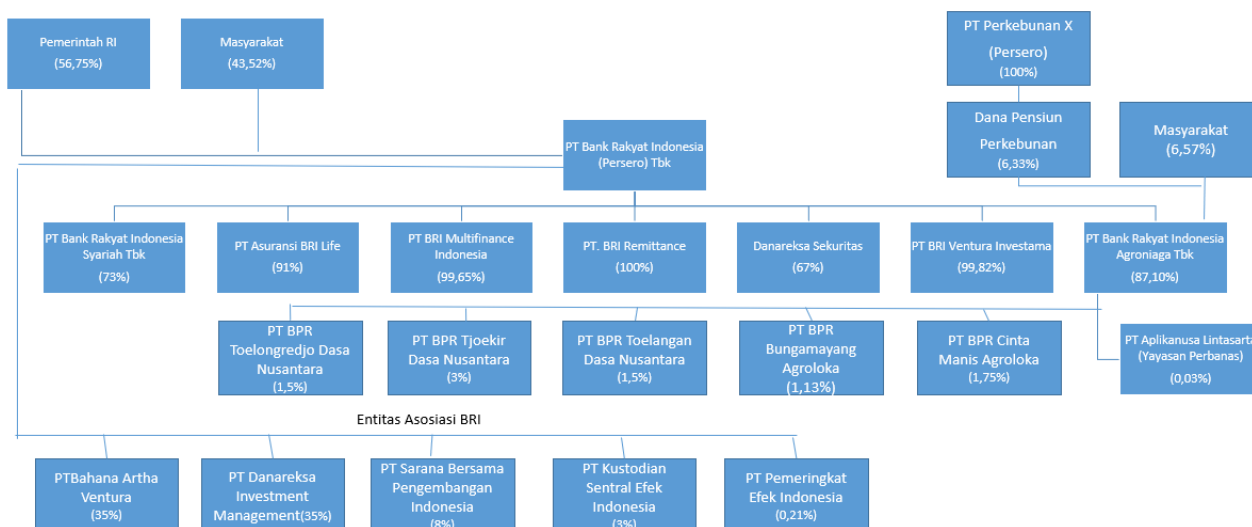 Pemerintah RI
(56,75%)
Masyarakat
(43,52%)
PT Perkebunan X
(Persero)
(100%)
Dana Pensiun
Perkebunan
(6,33%)
Masyarakat
(6,57%)
PT Bank Rakyat Indonesia
(Persero) Tbk
PT Bank Rakyat Indonesia
Syariah Tbk
(73%)
PT Asuransi BRI Life
(91%)
PT BRI Multifinance
Indonesia
(99,65%)
PT. BRI Remittance
(100%)
Danareksa Sekuritas
(67%)
PT BRI Ventura Investama
(99,82%)
PT Bank Rakyat Indonesia
Agroniaga Tbk
(87,10%)
PT BPR
Toelongredjo Dasa
Nusantara
(1,5%)
PT BPR
Tjoekir Dasa
Nusantara
(3%)
PT BPR Toelangan
Dasa Nusantara
(1,5%)
PT BPR
Bungamayang
Agroloka
(1,13%)
PT BPR Cinta
Manis Agroloka
(1,75%)
PT Aplikanusa Lintasarta
(Yayasan Perbanas)
(0,03%)
Entitas Asosiasi BRI
PTBahana Artha
Ventura
(35%)
PT Danareksa
Investment
Management(35%)
PT Sarana Bersama
Pengembangan
Indonesia
(8%)
PT Kustodian
Sentral Efek
Indonesia
(3%)
PT Pemeringkat
Efek Indonesia
(0,21%)